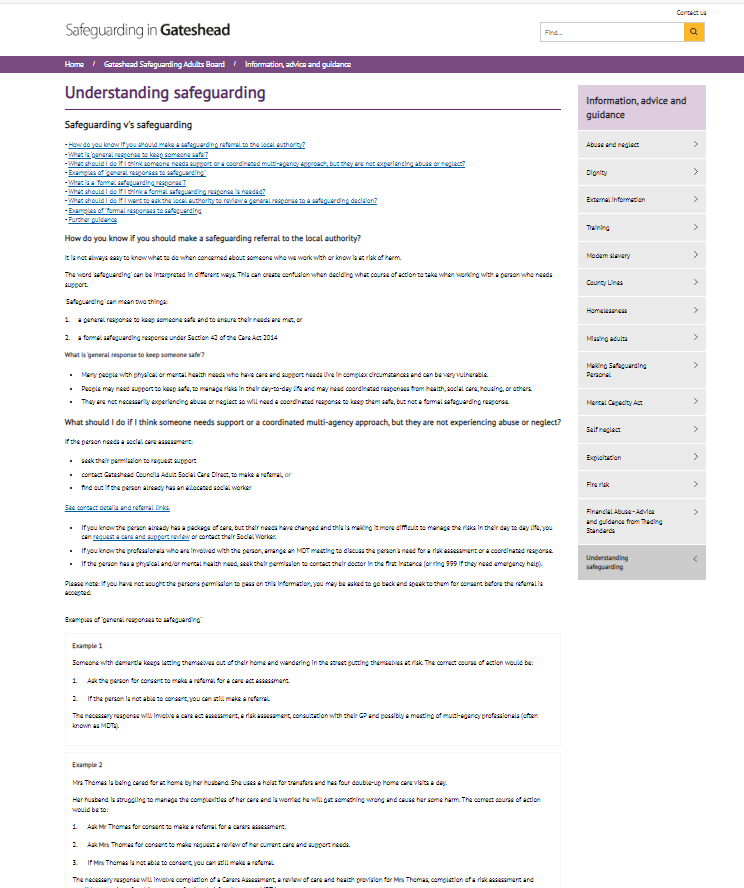 Contact us
Safeguarding in Gateshead
Find...
Home / Gateshead Safeguarding Adults Board / Information, advice and guidance
Understanding safeguarding
Safeguarding v's safeguarding
- How do you know if you should make a safeguarding referral to the local authority?
- What is 'general response to keep someone safe'?
- What should I do if I think someone needs support or a coordinated multi-agency approach, but they are not experiencing abuse or neglect?
- Examples of 'general responses to safeguarding'
- What is a 'formal safeguarding response'?
- What should I do if I think a formal safeguarding response is needed?
- What should I do if I want to ask the local authority to review a general response to a safeguarding decision?
- Examples of 'formal responses to safeguarding
- Further guidance
How do you know if you should make a safeguarding referral to the local authority?
It is not always easy to know what to do when concerned about someone who we work with or know is at risk of harm.
The word 'safeguarding' can be interpreted in different ways. This can create confusion when deciding what course of action to take when working with a person who needs
support.
'Safeguarding' can mean two things:
1. a general response to keep someone safe and to ensure their needs are met, or
2. a formal safeguarding response under Section 42 of the Care Act 2014
What is 'general response to keep someone safe'?
• Many people with physical or mental health needs who have care and support needs live in complex circumstances and can be very vulnerable.
• People may need support to keep safe, to manage risks in their day-to-day life and may need coordinated responses from health, social care, housing, or others.
• They are not necessarily experiencing abuse or neglect so will need a coordinated response to keep them safe, but not a formal safeguarding response.
What should I do if I think someone needs support or a coordinated multi-agency approach, but they are not experiencing abuse or neglect?
If the person needs a social care assessment:
• seek their permission to request support
• contact Gateshead Councils Adult Social Care Direct, to make a referral, or
• find out if the person already has an allocated social worker
See contact details and referral links.
• If you know the person already has a package of care, but their needs have changed and this is making it more difficult to manage the risks in their day to day life, you
can request a care and support review or contact their Social Worker.
• If you know the professionals who are involved with the person, arrange an MDT meeting to discuss the person's need for a risk assessment or a coordinated response.
• If the person has a physical and/or mental health need, seek their permission to contact their doctor in the first instance (or ring 999 if they need emergency help).
Please note: if you have not sought the persons permission to pass on this information, you may be asked to go back and speak to them for consent before the referral is
accepted.
Examples of 'general responses to safeguarding'
Example 1
Someone with dementia keeps letting themselves out of their home and wandering in the street putting themselves at risk. The correct course of action would be:
1. Ask the person for consent to make a referral for a care act assessment.
2. If the person is not able to consent, you can still make a referral.
The necessary response will involve a care act assessment, a risk assessment, consultation with their GP and possibly a meeting of multi-agency professionals (often
known as MDTs).
Example 2
Mrs Thomas is being cared for at home by her husband. She uses a hoist for transfers and has four double-up home care visits a day.
Her husband is struggling to manage the complexities of her care and is worried he will get something wrong and cause her some harm. The correct course of action
would be to:
1. Ask Mr Thomas for consent to make a referral for a carers assessment.
2. Ask Mrs Thomas for consent to make request a review of her current care and support needs.
3. If Mrs Thomas is not able to consent, you can still make a referral.
The necessary response will involve completion of a Carers Assessment, a review of care and health provision for Mrs Thomas, completion of a risk assessment and
Information, advice and
guidance
Abuse and neglect
Dignity
External information
Training
Modern slavery
County Lines
Homelessness
Missing adults
Making Safeguarding
Personal
Mental Capacity Act
Self neglect
Exploitation
Fire risk
Financial Abuse - Advice
and guidance from Trading
Standards
Understanding
safeguarding